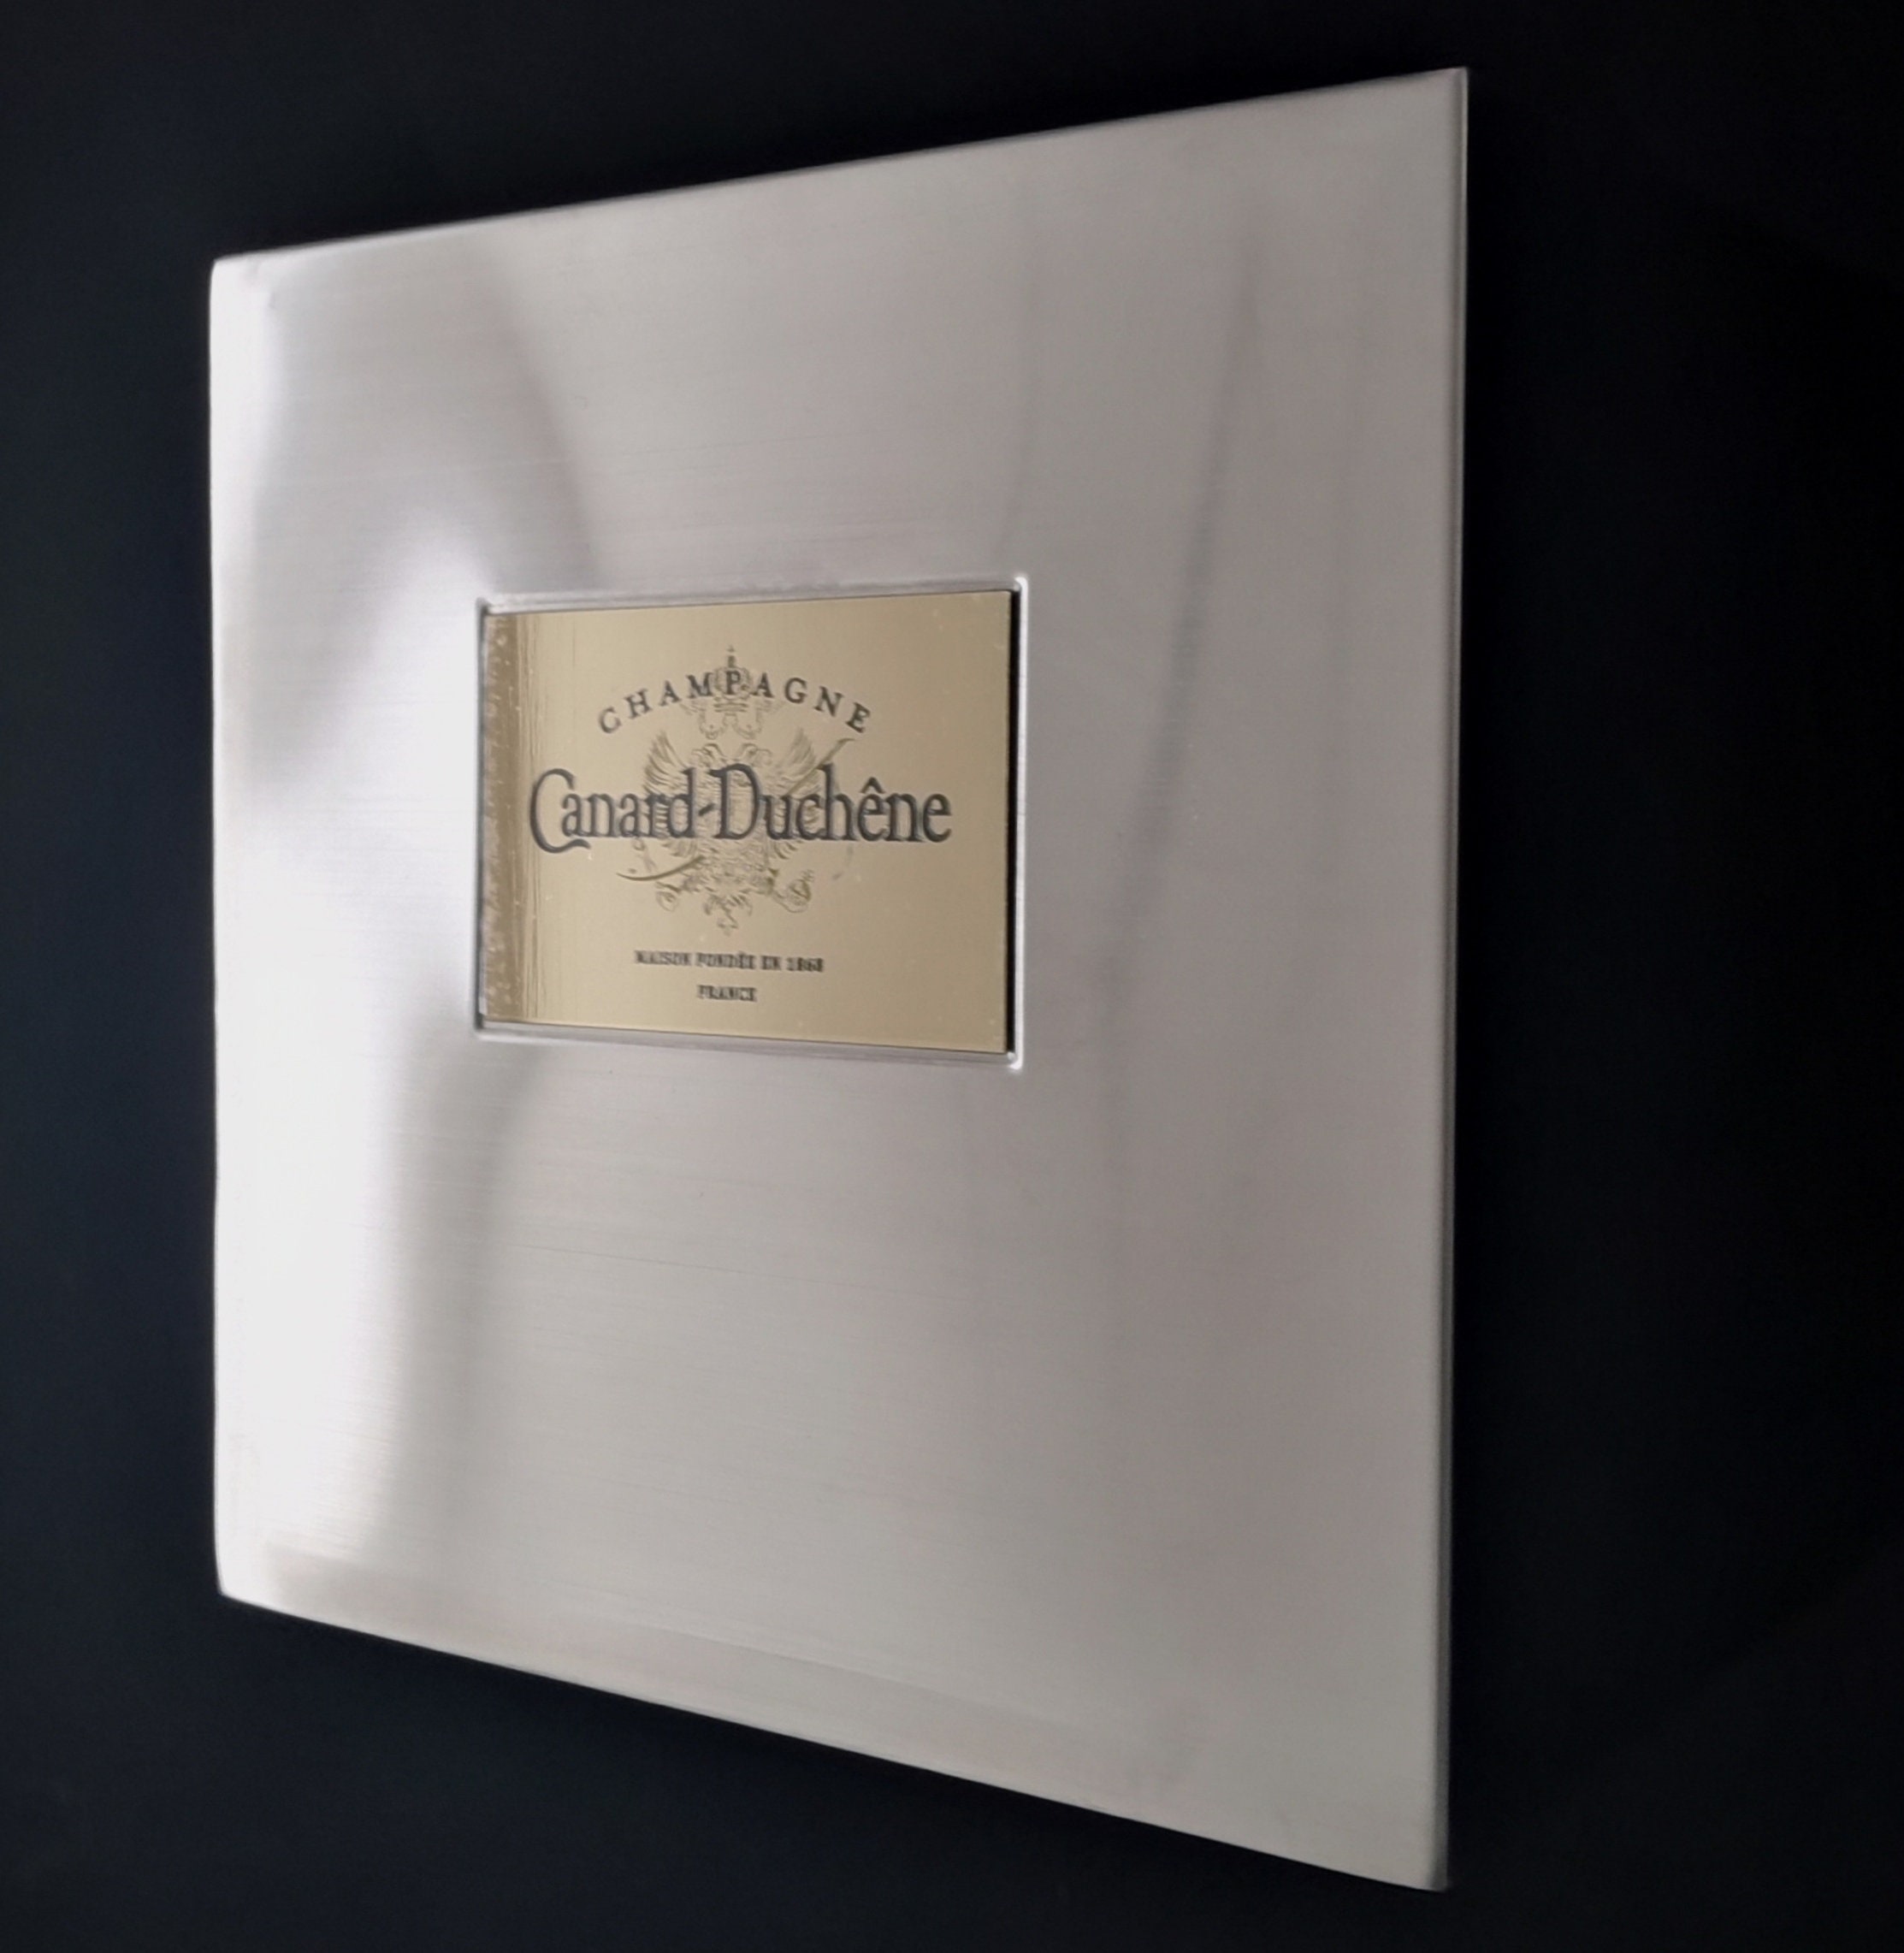 CHAMPAGNE
Canard-Duchêne
MAISON FONDÉE EN 1868
FRANCE